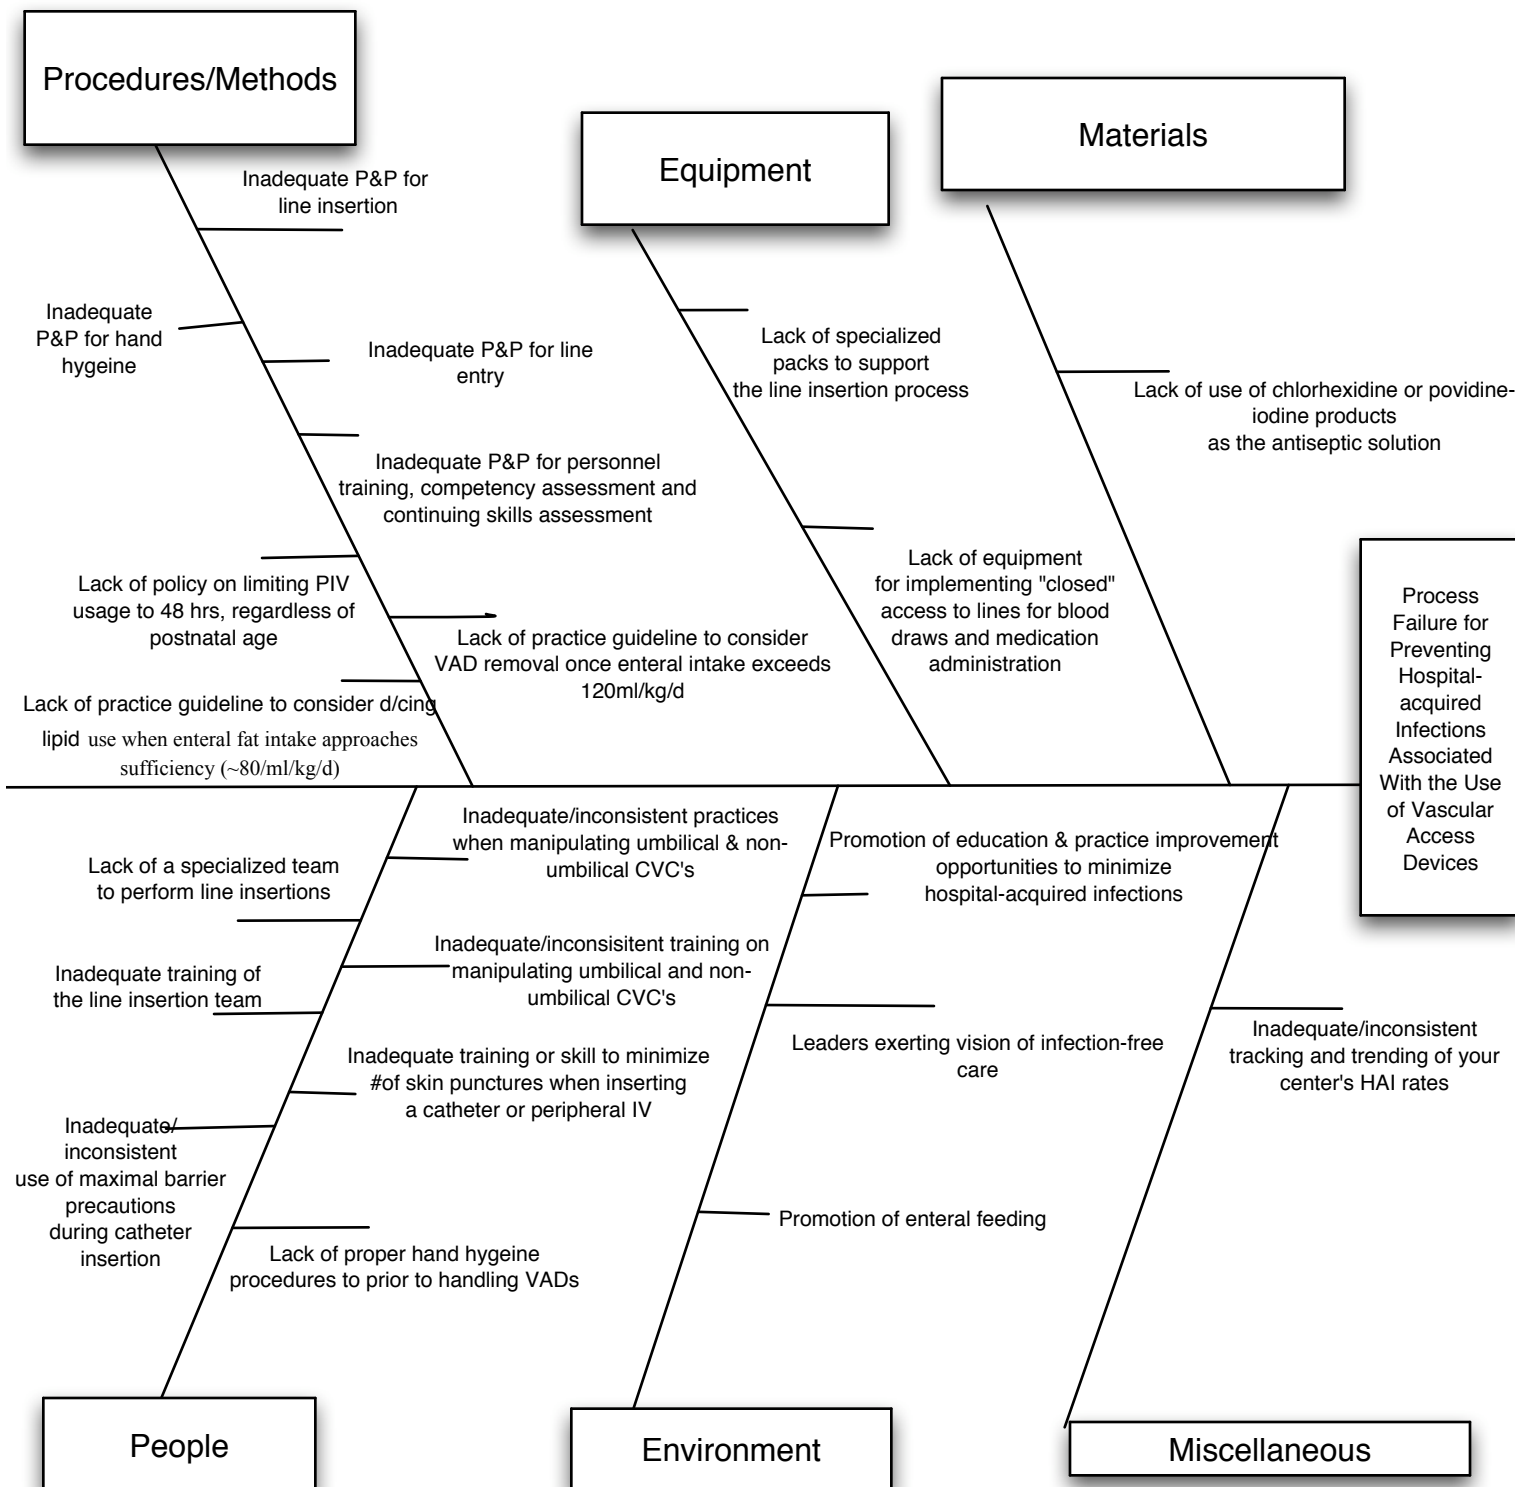 Procedures/Methods
Equipment
Materials
Inadequate P&P for
line insertion
Inadequate
P&P for hand
hygeine
Inadequate P&P for line
entry
Inadequate P&P for personnel
training, competency assessment and
continuing skills assessment
Lack of policy on limiting PIV
usage to 48 hrs, regardless of
postnatal age
Lack of practice guideline to consider
VAD removal once enteral intake exceeds
120ml/kg/d
Lack of practice guideline to consider d/cing
lipid use when enteral fat intake approaches
sufficiency (~80/ml/kg/d)
Lack of specialized
packs to support
the line insertion process
Lack of equipment
for implementing "closed"
access to lines for blood
draws and medication
administration
Lack of use of chlorhexidine or povidine-
iodine products
as the antiseptic solution
Process
Failure for
Preventing
Hospital-
acquired
Infections
Associated
With the Use
of Vascular
Access
Devices
Inadequate/inconsistent practices
when manipulating umbilical & non-
umbilical CVC's
Lack of a specialized team
to perform line insertions
Inadequate/inconsisitent training on
manipulating umbilical and non-
umbilical CVC's
Inadequate training of
the line insertion team
Inadequate training or skill to minimize
#of skin punctures when inserting
a catheter or peripheral IV
Inadequate/
inconsistent
use of maximal barrier
precautions
during catheter
insertion
Lack of proper hand hygeine
procedures to prior to handling VADs
Promotion of education & practice improvement
opportunities to minimize
hospital-acquired infections
Leaders exerting vision of infection-free
care
Promotion of enteral feeding
Inadequate/inconsistent
tracking and trending of your
center's HAI rates
People
Environment
Miscellaneous